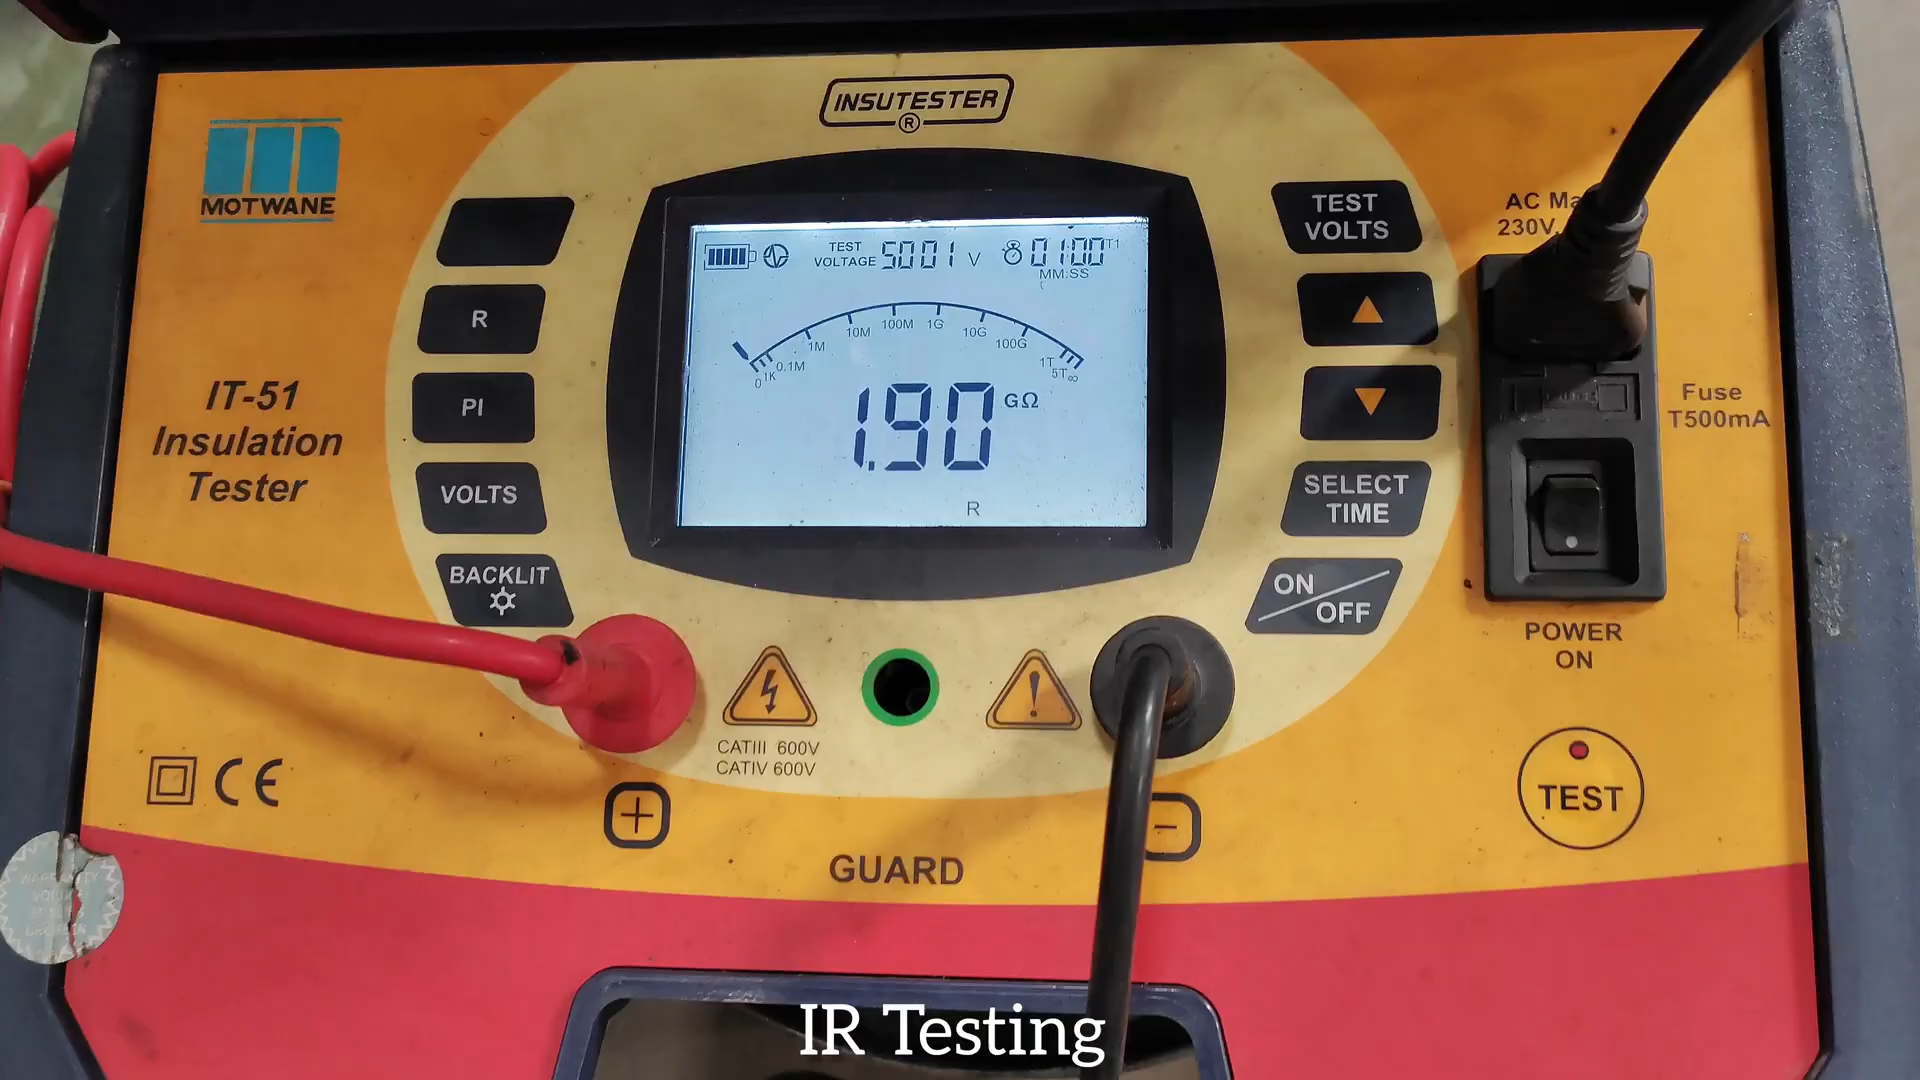 INSUTESTER
®
MOTWANE
IT-51
Insulation
Tester
R
PI
VOLTS
BACKLIT
TEST
VOLTAGE 5001 V
01:00 T1
MM:SS
0 1K 0.1M 1M 10M 100M 1G 10G 100G 1T 5T ∞
1.90 GΩ
R
TEST
VOLTS
SELECT
TIME
ON
OFF
AC
230V
Fuse
T500mA
POWER
ON
CATIII 600V
CATIV 600V
CE
+
-
GUARD
TEST
IR Testing